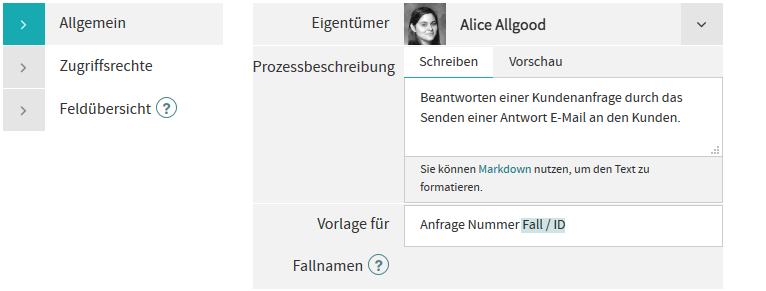 Allgemein
Zugriffsrechte
Feldübersicht ?
Eigentümer
Alice Allgood
Prozessbeschreibung
Schreiben Vorschau
Beantworten einer Kundenanfrage durch das
Senden einer Antwort E-Mail an den Kunden.
Sie können Markdown nutzen, um den Text zu
formatieren.
Vorlage für
Fallnamen ?
Anfrage Nummer Fall / ID